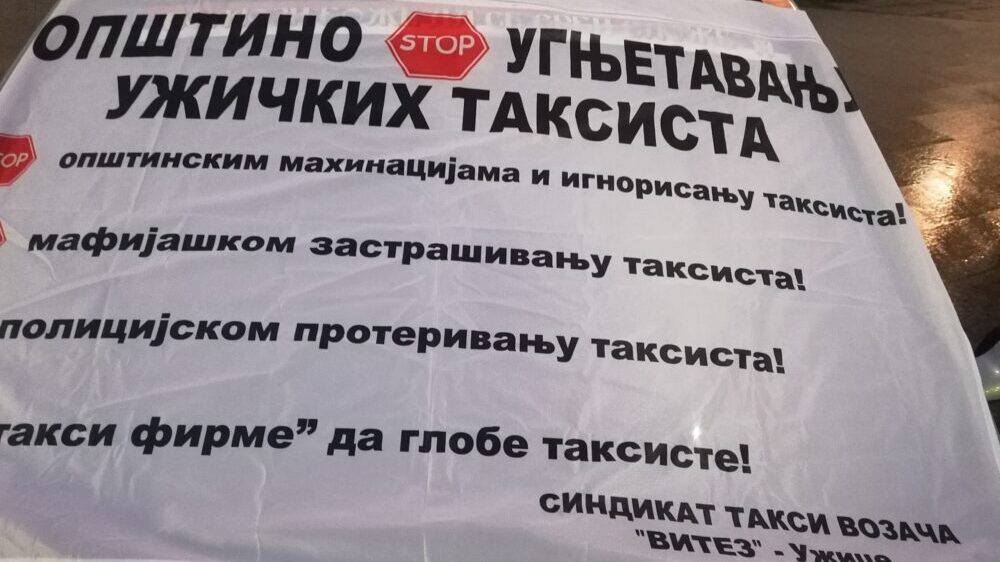 ОПШТИНО STOP УГЊЕТАВАЊУ
УЖИЧКИХ ТАКСИСТА
TOP општинским махинацијама и игнорисању таксиста!
мафијашком застрашивању таксиста!
полицијском протеривању таксиста!
такси фирме” да глобе таксисте!
СИНДИКАТ ТАКСИ ВОЗАЧА
"ВИТЕЗ" - Ужице